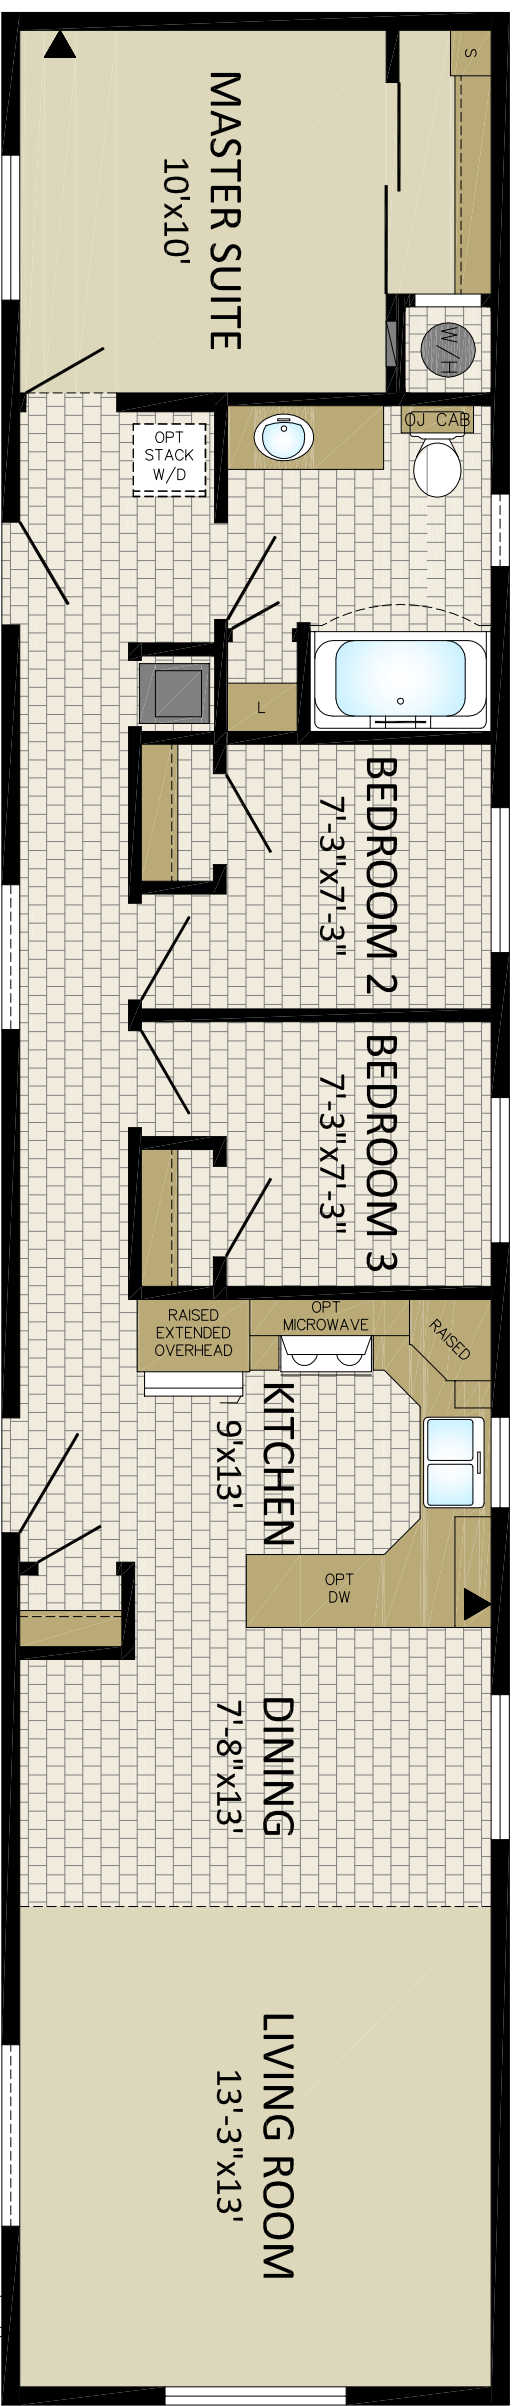 S
MASTER SUITE
10'x10'
W/H
OJ CAB
OPT
STACK
W/D
L
BEDROOM 2
7'-3"x7'-3"
BEDROOM 3
7'-3"x7'-3"
RAISED
EXTENDED
OVERHEAD
OPT
MICROWAVE
RAISED
KITCHEN
9'x13'
OPT
DW
DINING
7'-8"x13'
LIVING ROOM
13'-3"x13'